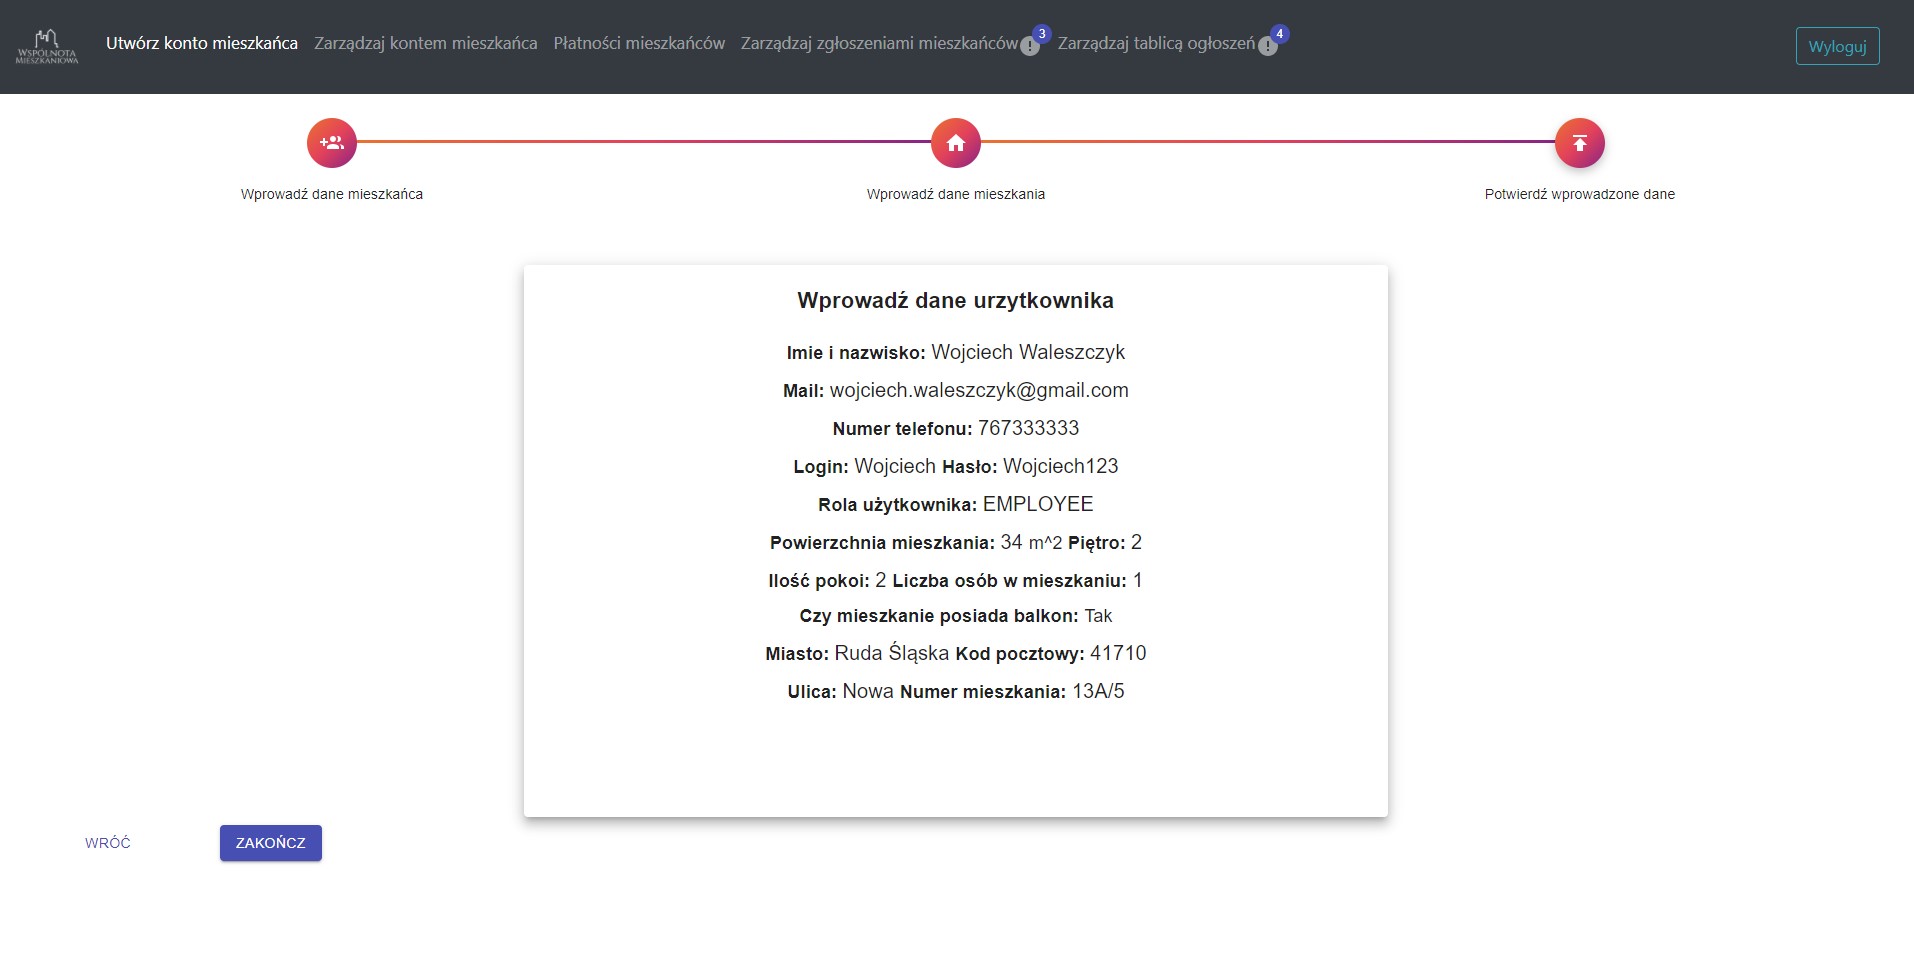 WSPÓLNOTA
MIESZKANIOWA
Utwórz konto mieszkańca Zarządzaj kontem mieszkańca Płatności mieszkańców Zarządzaj zgłoszeniami mieszkańców ! 3 Zarządzaj tablicą ogłoszeń ! 4 Wyloguj
Wprowadź dane mieszkańca Wprowadź dane mieszkania Potwierdź wprowadzone dane
Wprowadź dane urzytkownika
Imie i nazwisko: Wojciech Waleszczyk
Mail: wojciech.waleszczyk@gmail.com
Numer telefonu: 767333333
Login: Wojciech Hasło: Wojciech123
Rola użytkownika: EMPLOYEE
Powierzchnia mieszkania: 34 m^2 Piętro: 2
Ilość pokoi: 2 Liczba osób w mieszkaniu: 1
Czy mieszkanie posiada balkon: Tak
Miasto: Ruda Śląska Kod pocztowy: 41710
Ulica: Nowa Numer mieszkania: 13A/5
WRÓĆ ZAKOŃCZ